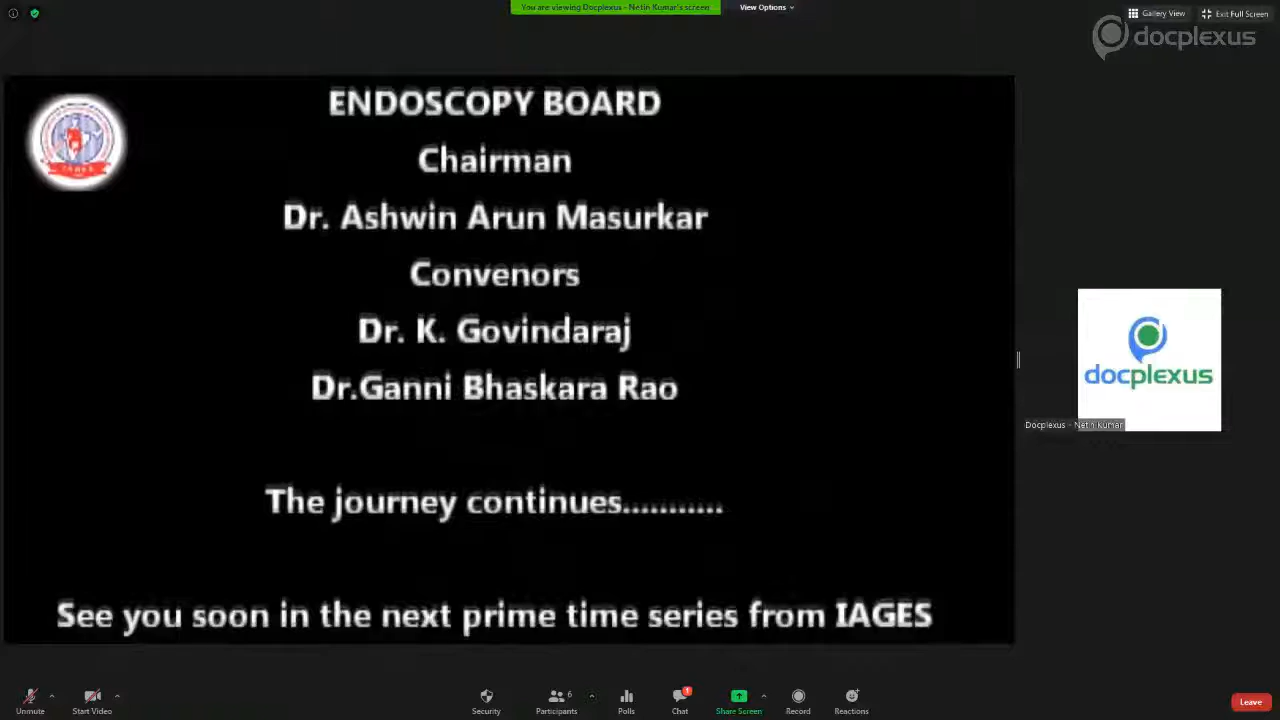 You are viewing Docplexus - Netin Kumar's screen
View Options
Gallery View
Exit Full Screen
docplexus
ENDOSCOPY BOARD
Chairman
Dr. Ashwin Arun Masurkar
Convenors
Dr. K. Govindaraj
Dr.Ganni Bhaskara Rao
The journey continues...........
See you soon in the next prime time series from IAGES
docplexus
Docplexus - Netin Kumar
Unmute
Start Video
Security
Participants
6
Polls
Chat
1
Share Screen
Record
Reactions
Leave